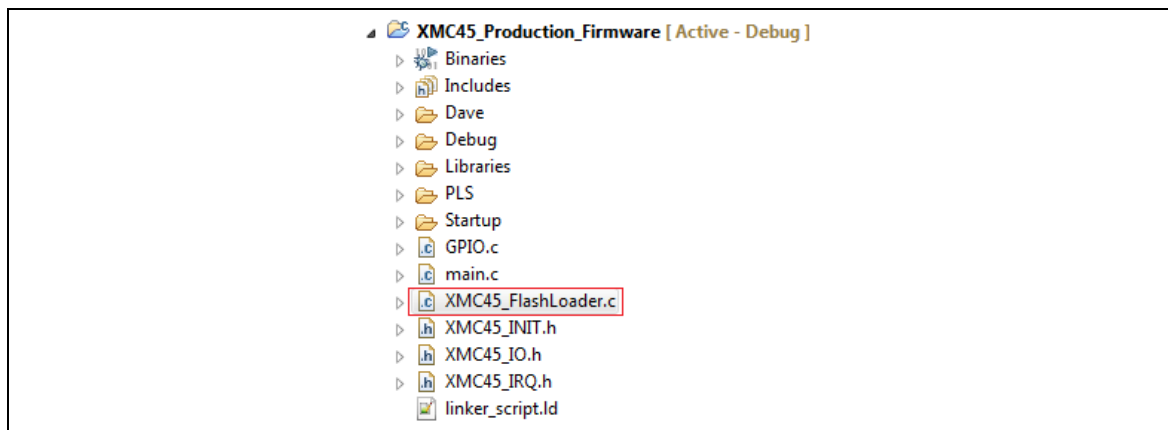 XMC45_Production_Firmware [ Active - Debug ]
Binaries
Includes
Dave
Debug
Libraries
PLS
Startup
GPIO.c
main.c
XMC45_FlashLoader.c
XMC45_INIT.h
XMC45_IO.h
XMC45_IRQ.h
linker_script.ld